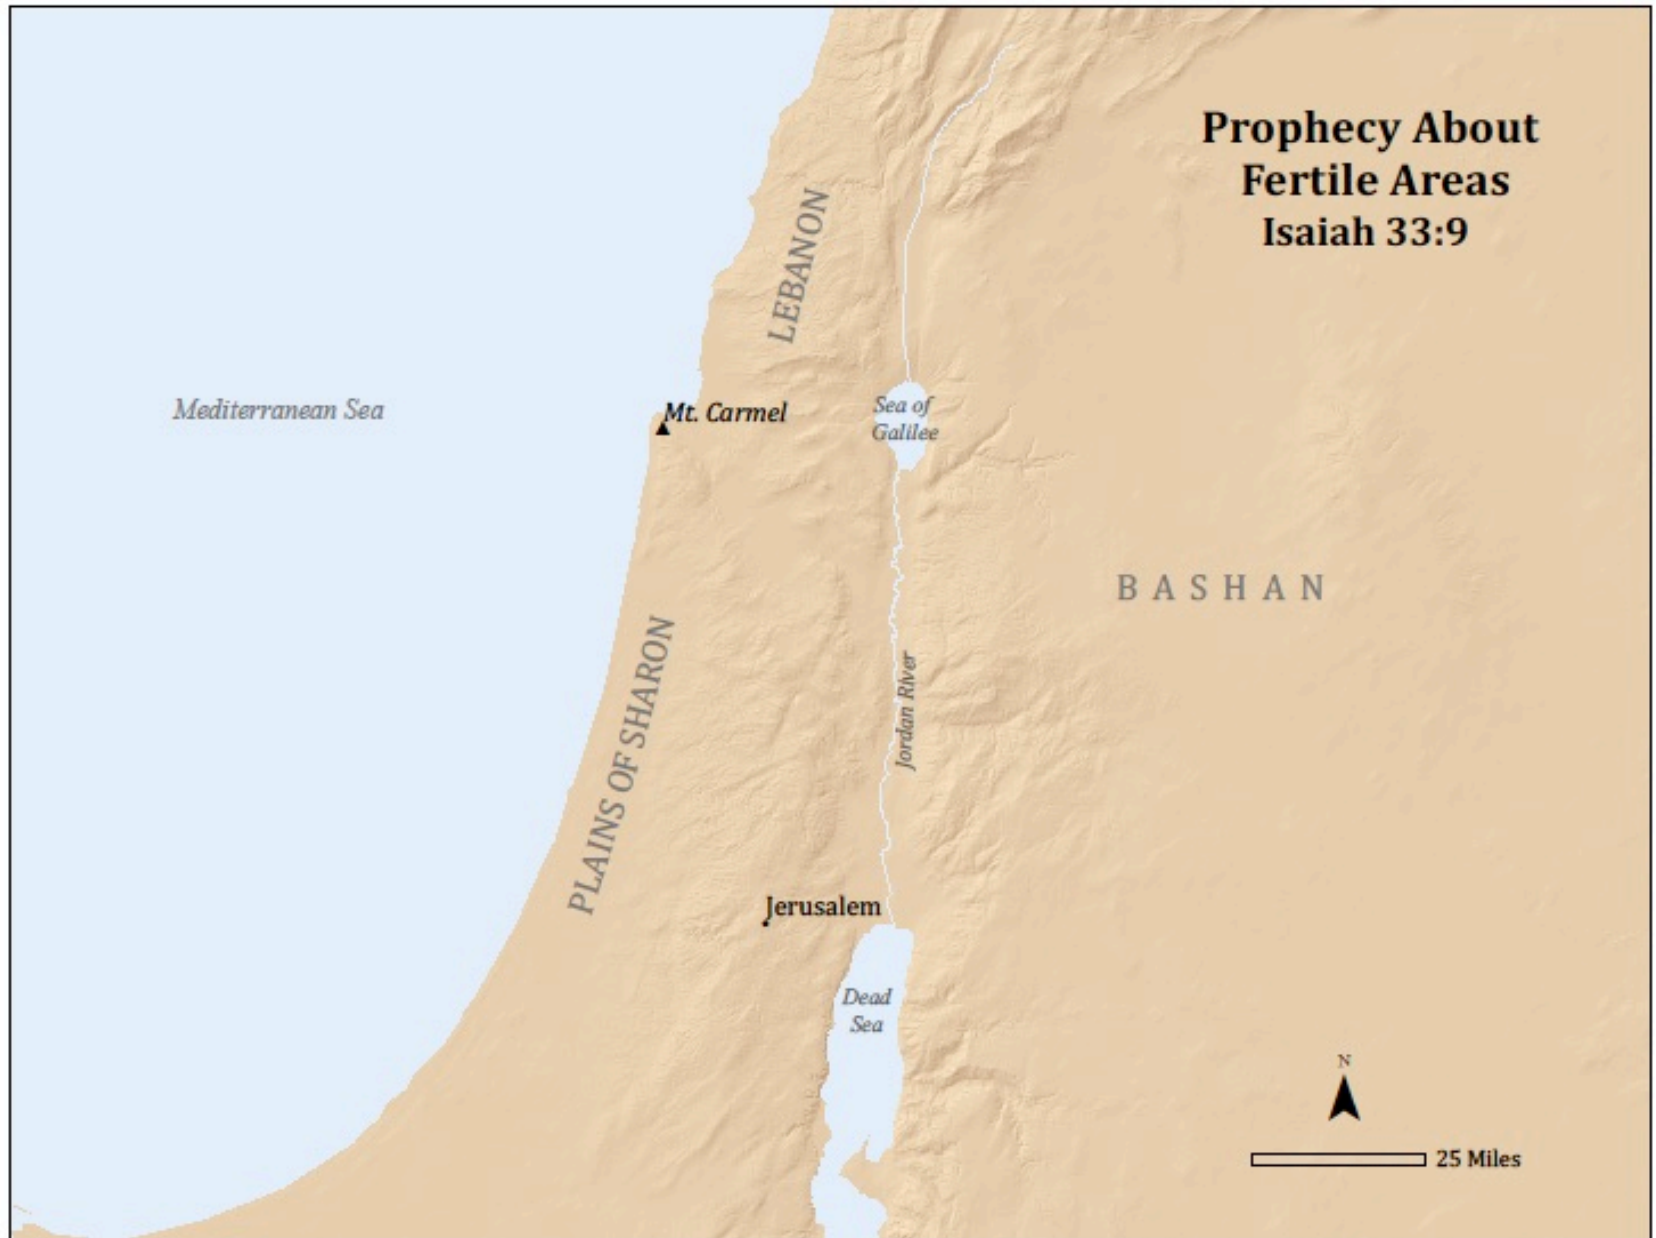 Prophecy About
Fertile Areas
Isaiah 33:9
LEBANON
Mediterranean Sea
Mt. Carmel
Sea of
Galilee
BASHAN
PLAINS OF SHARON
Jordan River
Jerusalem
Dead
Sea
N
25 Miles